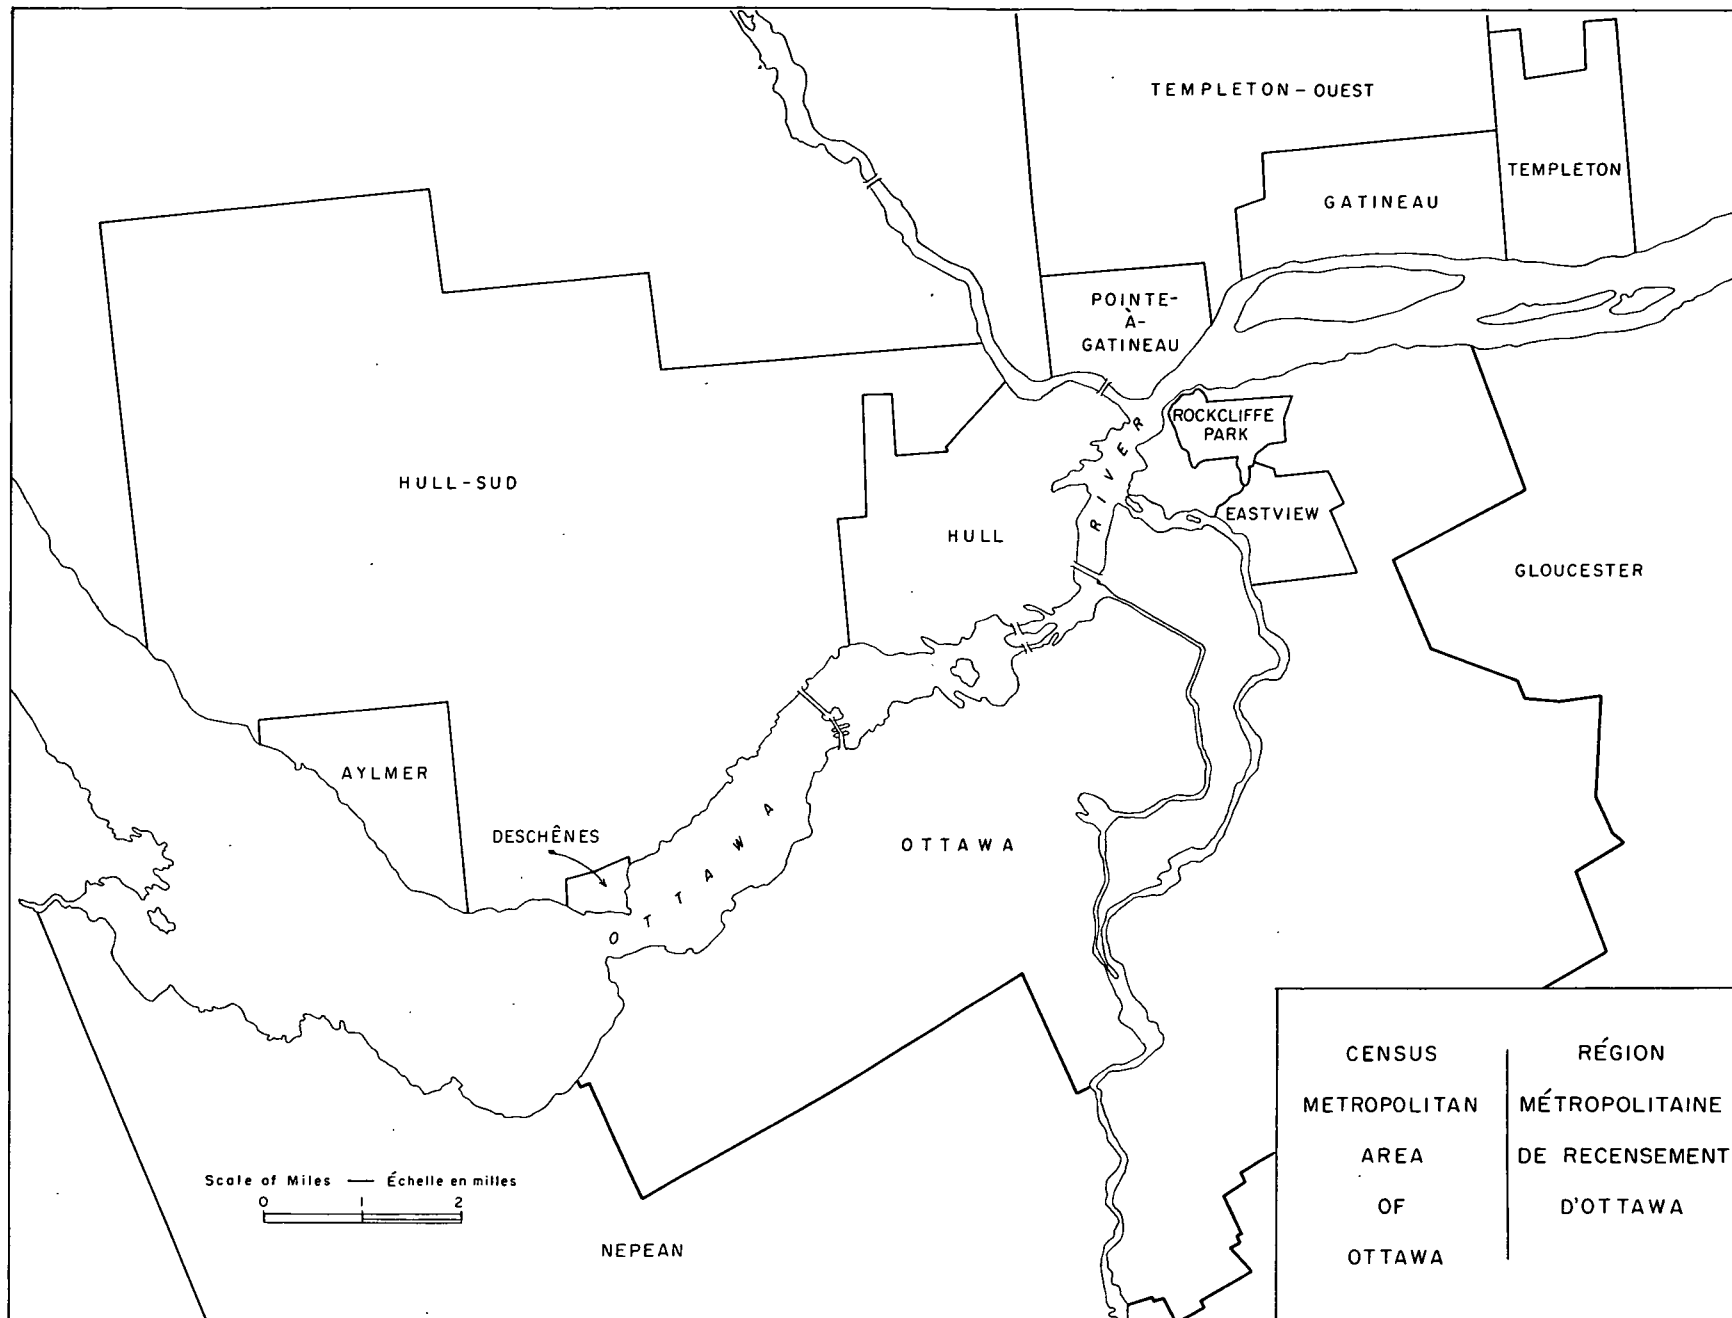 TEMPLETON-OUEST
TEMPLETON
GATINEAU
POINTE-
À-
GATINEAU
ROCKCLIFFE
PARK
HULL-SUD
EASTVIEW
HULL
GLOUCESTER
AYLMER
DESCHÊNES
OTTAWA
OTTAWA RIVER
Scale of Miles — Échelle en milles
0 1 2
NEPEAN
CENSUS
METROPOLITAN
AREA
OF
OTTAWA
RÉGION
MÉTROPOLITAINE
DE RECENSEMENT
D'OTTAWA